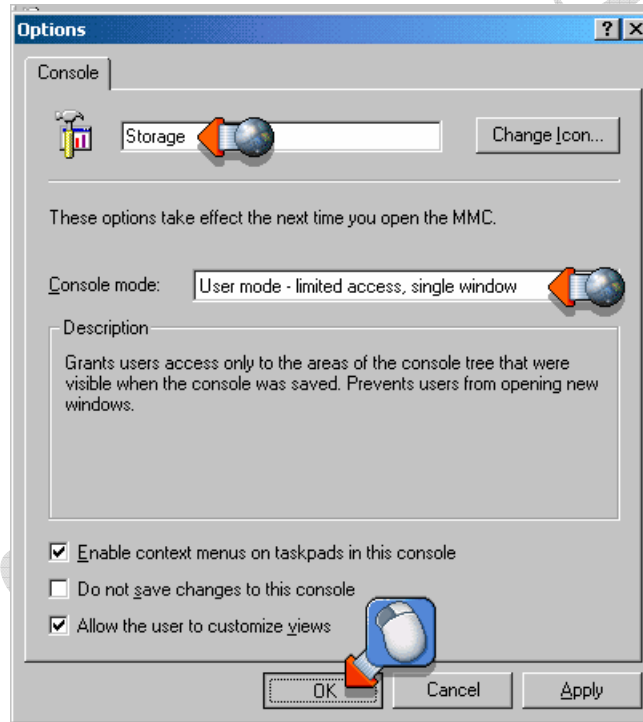 Options
Console
Storage
Change Icon...
These options take effect the next time you open the MMC.
Console mode:
User mode - limited access, single window
Description
Grants users access only to the areas of the console tree that were
visible when the console was saved. Prevents users from opening new
windows.
Enable context menus on taskpads in this console
Do not save changes to this console
Allow the user to customize views
OK
Cancel
Apply